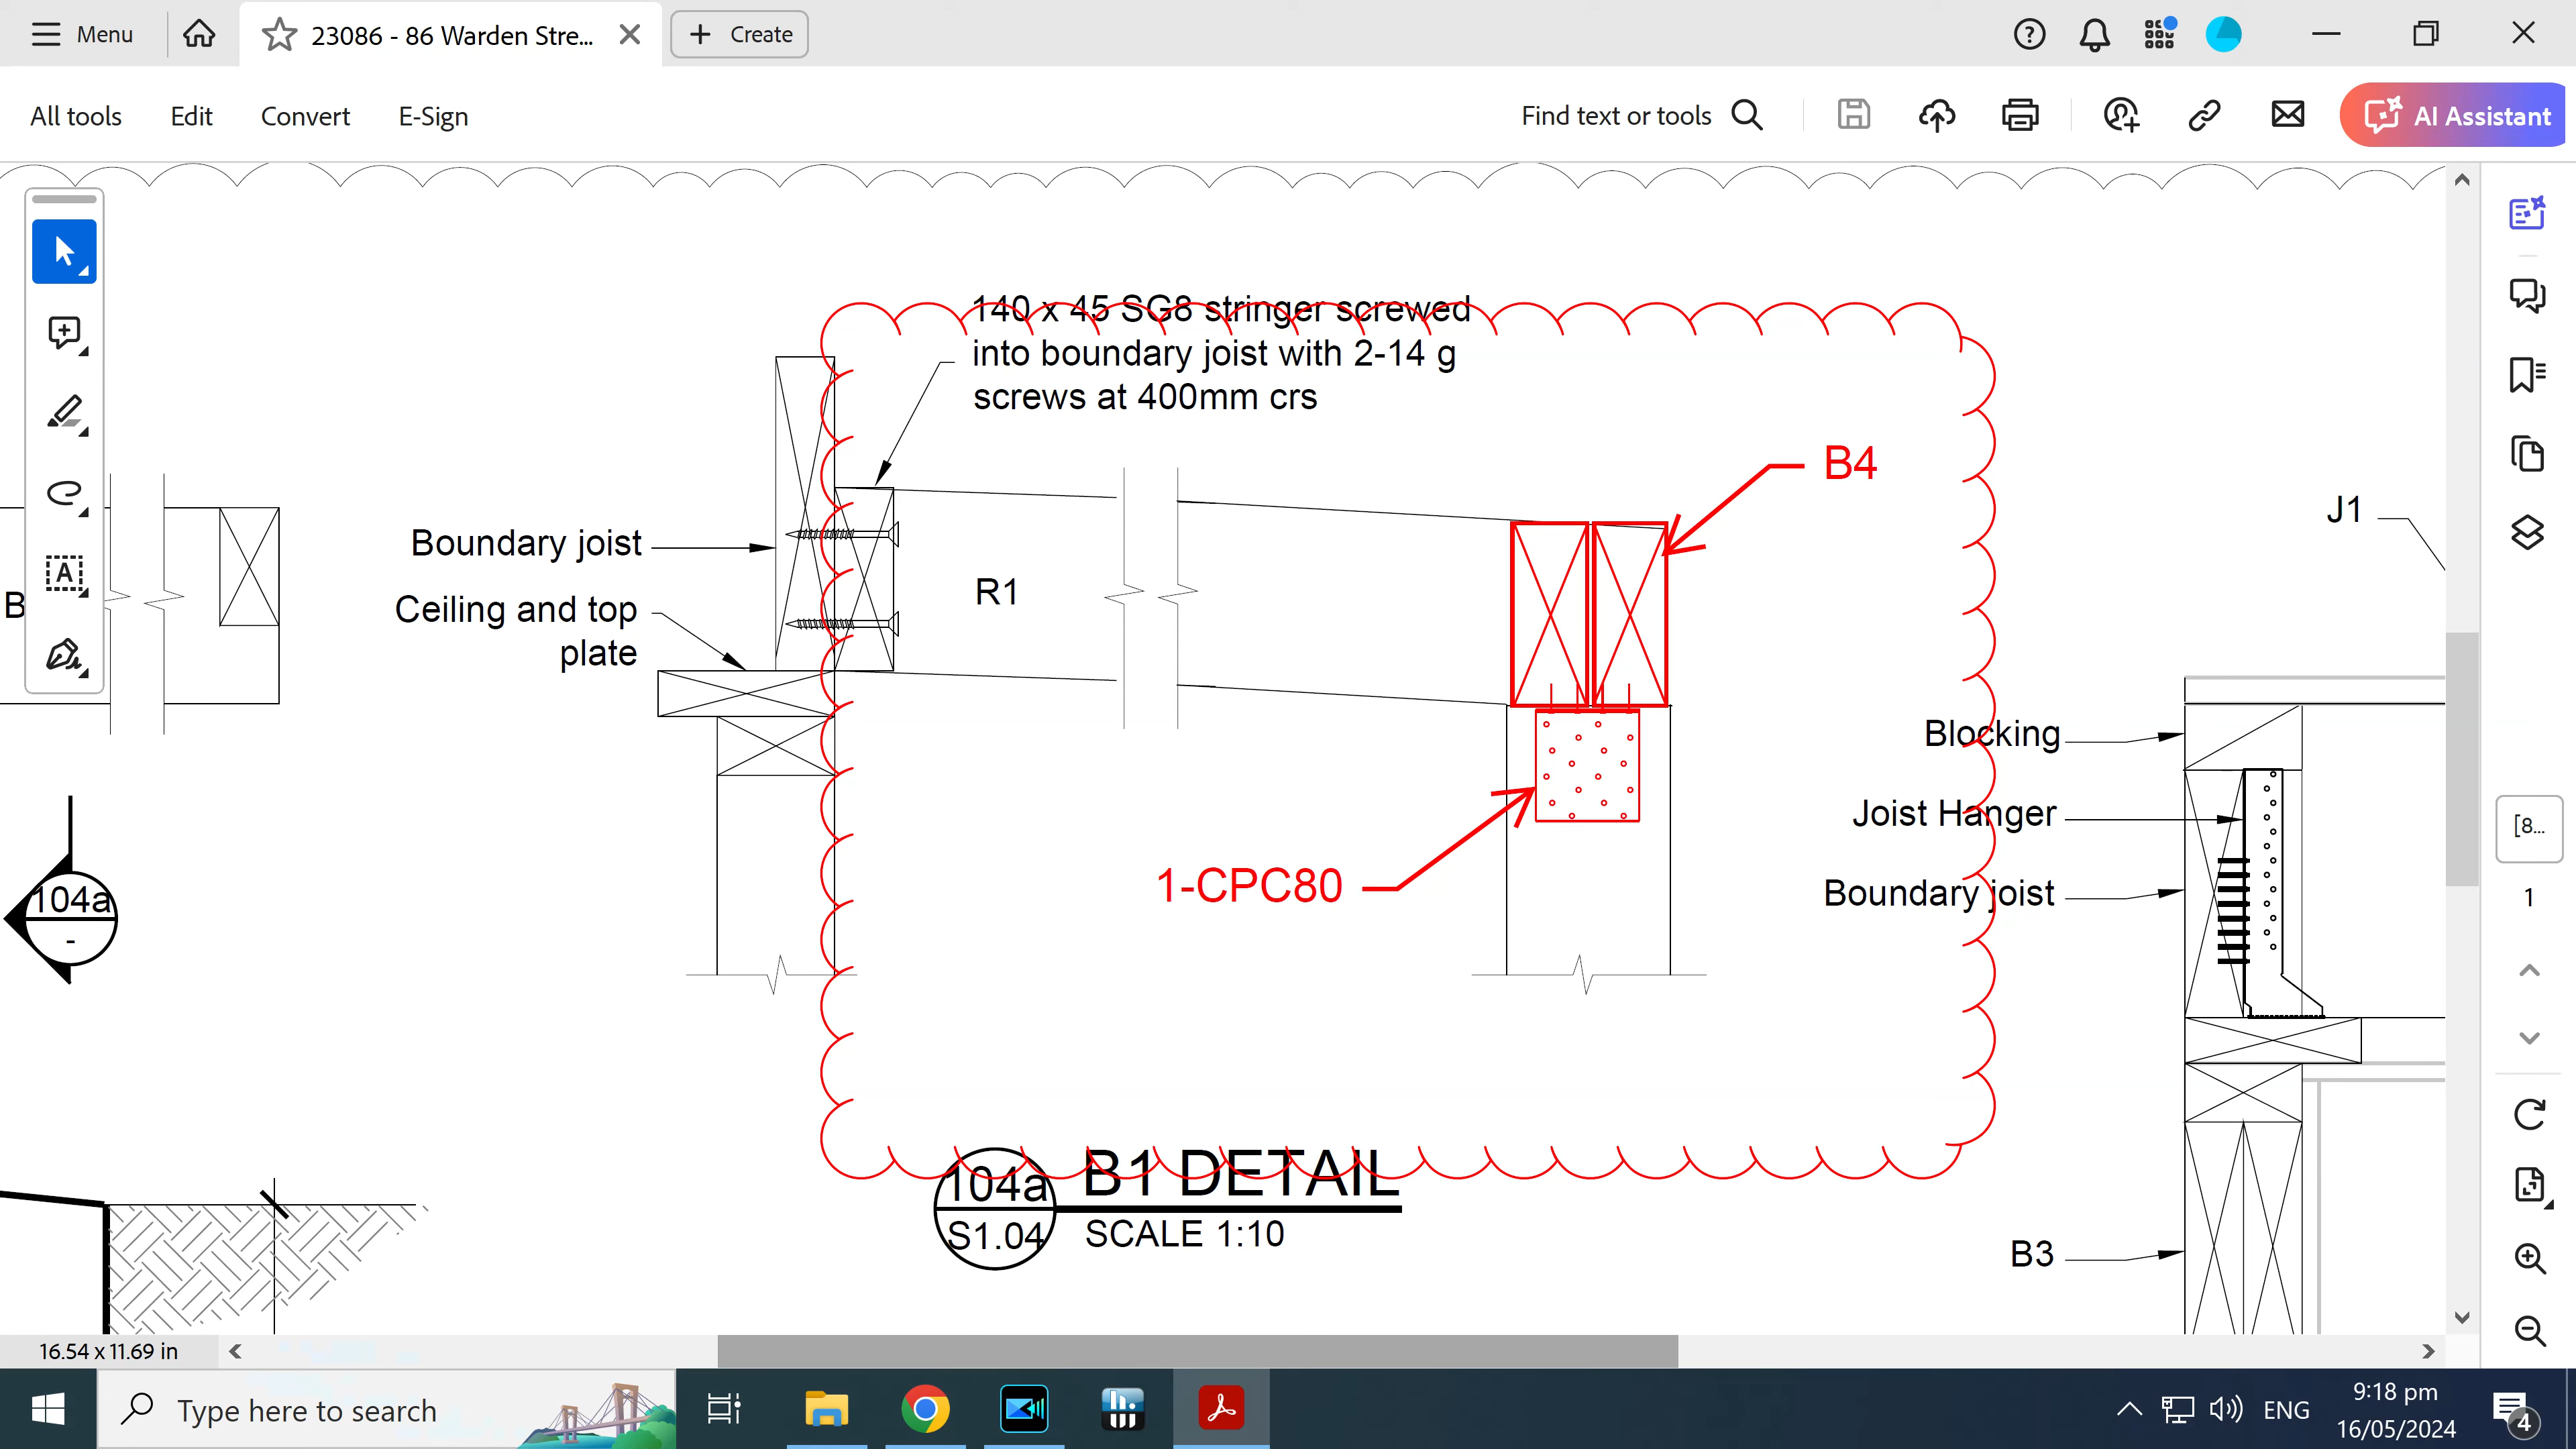 Menu
23086 - 86 Warden Stre...
Create
All tools
Edit
Convert
E-Sign
Find text or tools
AI Assistant
140 x 45 SG8 stringer screwed
into boundary joist with 2-14 g
screws at 400mm crs
B4
J1
Boundary joist
Ceiling and top
plate
R1
B
Blocking
Joist Hanger
Boundary joist
1-CPC80
104a
-
B3
104a
S1.04
B1 DETAIL
SCALE 1:10
[8...
1
16.54 x 11.69 in
Type here to search
ENG
9:18 pm
16/05/2024
4